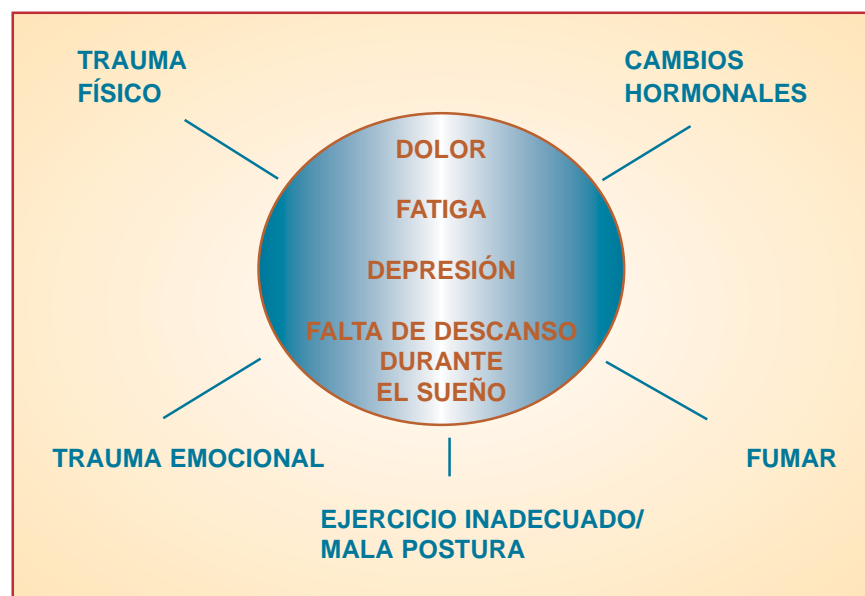 TRAUMA
FÍSICO
CAMBIOS
HORMONALES
DOLOR
FATIGA
DEPRESIÓN
FALTA DE DESCANSO
DURANTE
EL SUEÑO
TRAUMA EMOCIONAL
FUMAR
EJERCICIO INADECUADO/
MALA POSTURA